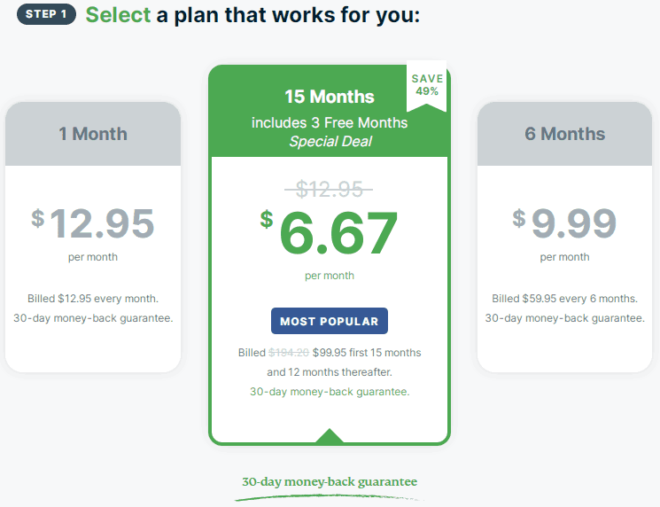 STEP 1 Select a plan that works for you:
1 Month
$12.95
per month
Billed $12.95 every month.
30-day money-back guarantee.
SAVE
49%
15 Months
includes 3 Free Months
Special Deal
$12.95
$6.67
per month
MOST POPULAR
Billed $194.20 $99.95 first 15 months
and 12 months thereafter.
30-day money-back guarantee.
6 Months
$9.99
per month
Billed $59.95 every 6 months.
30-day money-back guarantee.
30-day money-back guarantee